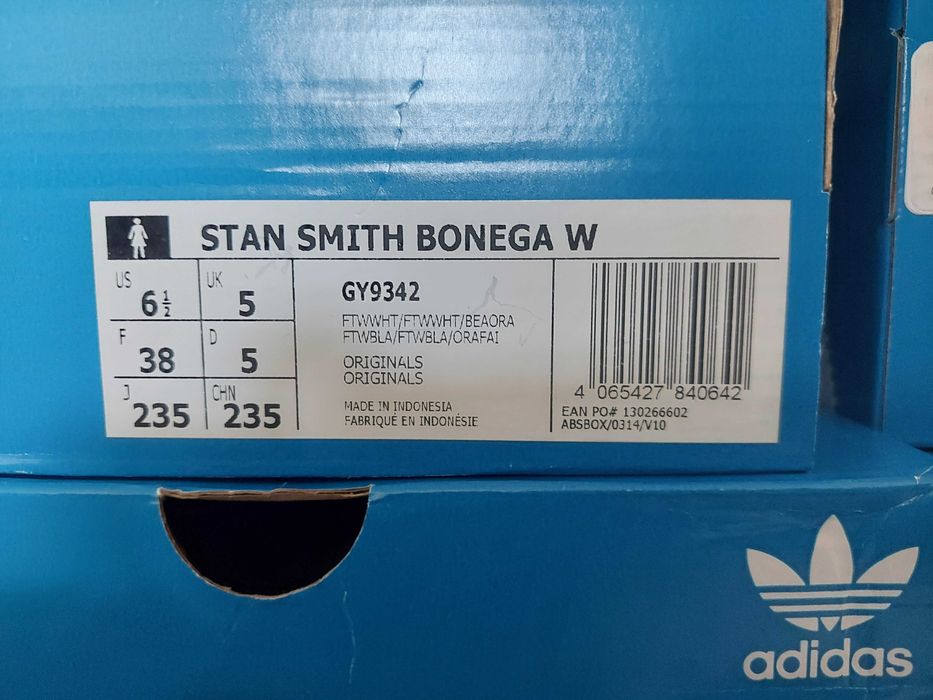 STAN SMITH BONEGA W
US 6½ UK 5
F 38 D 5
J 235 CHN 235
GY9342
FTWWHT/FTWWHT/BEAORA
FTWBLA/FTWBLA/ORAFAI
ORIGINALS
ORIGINALS
MADE IN INDONESIA
FABRIQUÉ EN INDONÉSIE
4 065427 840642
EAN PO# 130266602
ABSBOX/0314/V10
adidas